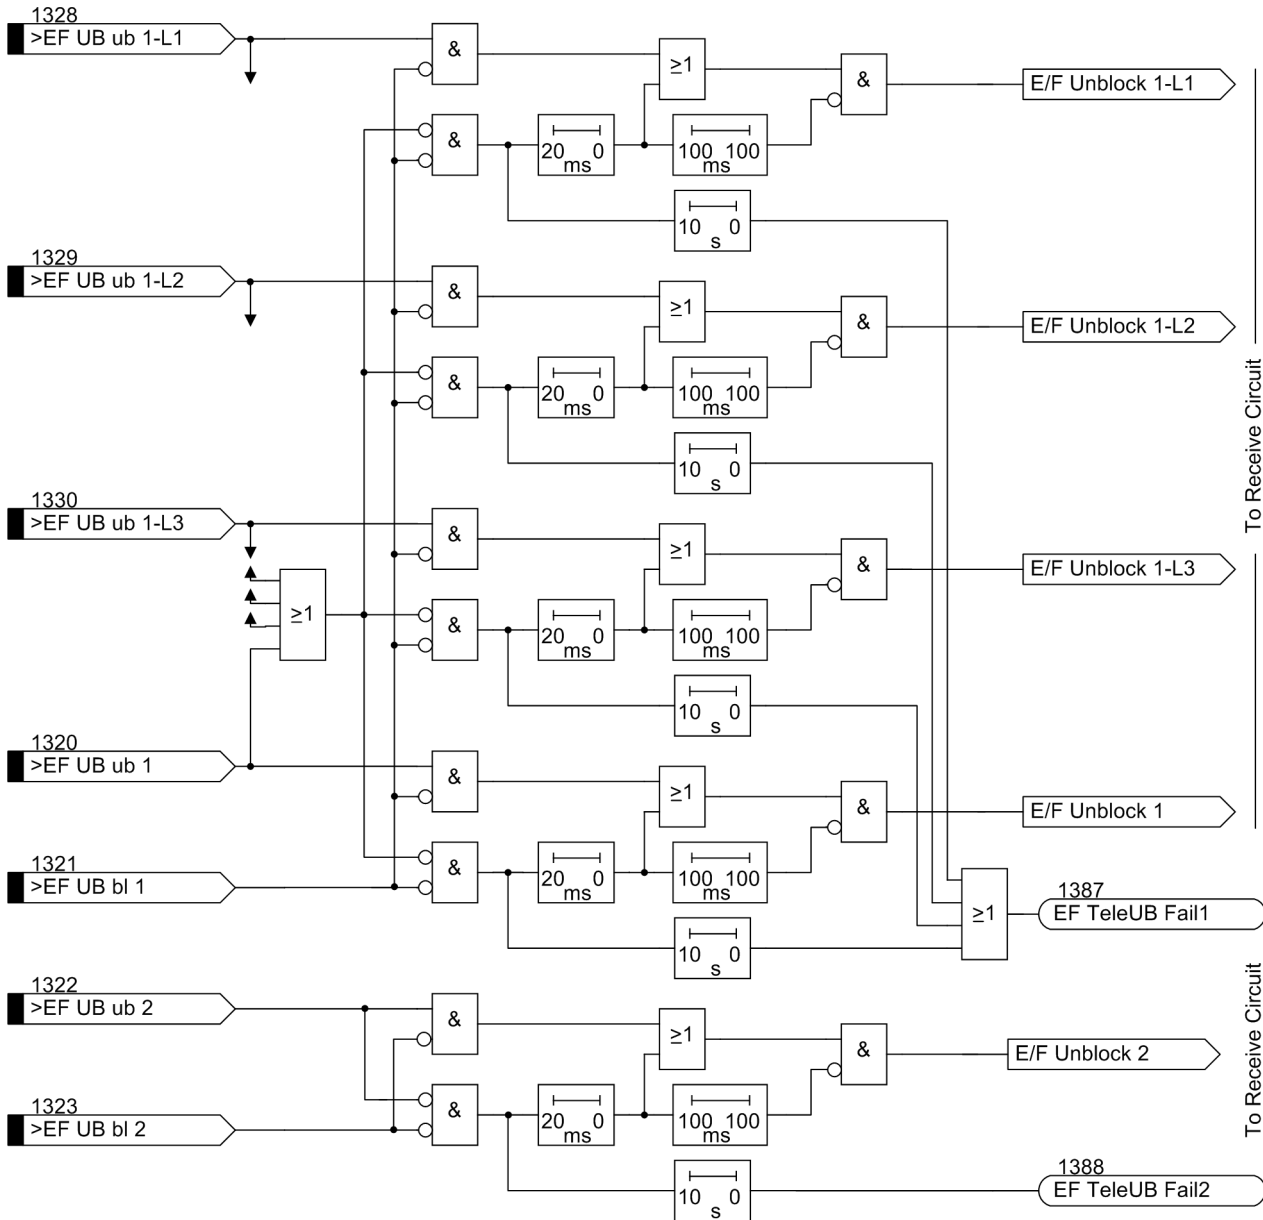 1328
>EF UB ub 1-L1
&
≥1
&
E/F Unblock 1-L1
&
20 0
ms
100 100
ms
10 0
s
1329
>EF UB ub 1-L2
&
≥1
&
E/F Unblock 1-L2
&
20 0
ms
100 100
ms
10 0
s
To Receive Circuit
1330
>EF UB ub 1-L3
&
≥1
&
E/F Unblock 1-L3
≥1
&
20 0
ms
100 100
ms
10 0
s
1320
>EF UB ub 1
&
≥1
&
E/F Unblock 1
1321
>EF UB bl 1
&
20 0
ms
100 100
ms
10 0
s
≥1
1387
EF TeleUB Fail1
1322
>EF UB ub 2
&
≥1
&
E/F Unblock 2
To Receive Circuit
1323
>EF UB bl 2
&
20 0
ms
100 100
ms
10 0
s
1388
EF TeleUB Fail2